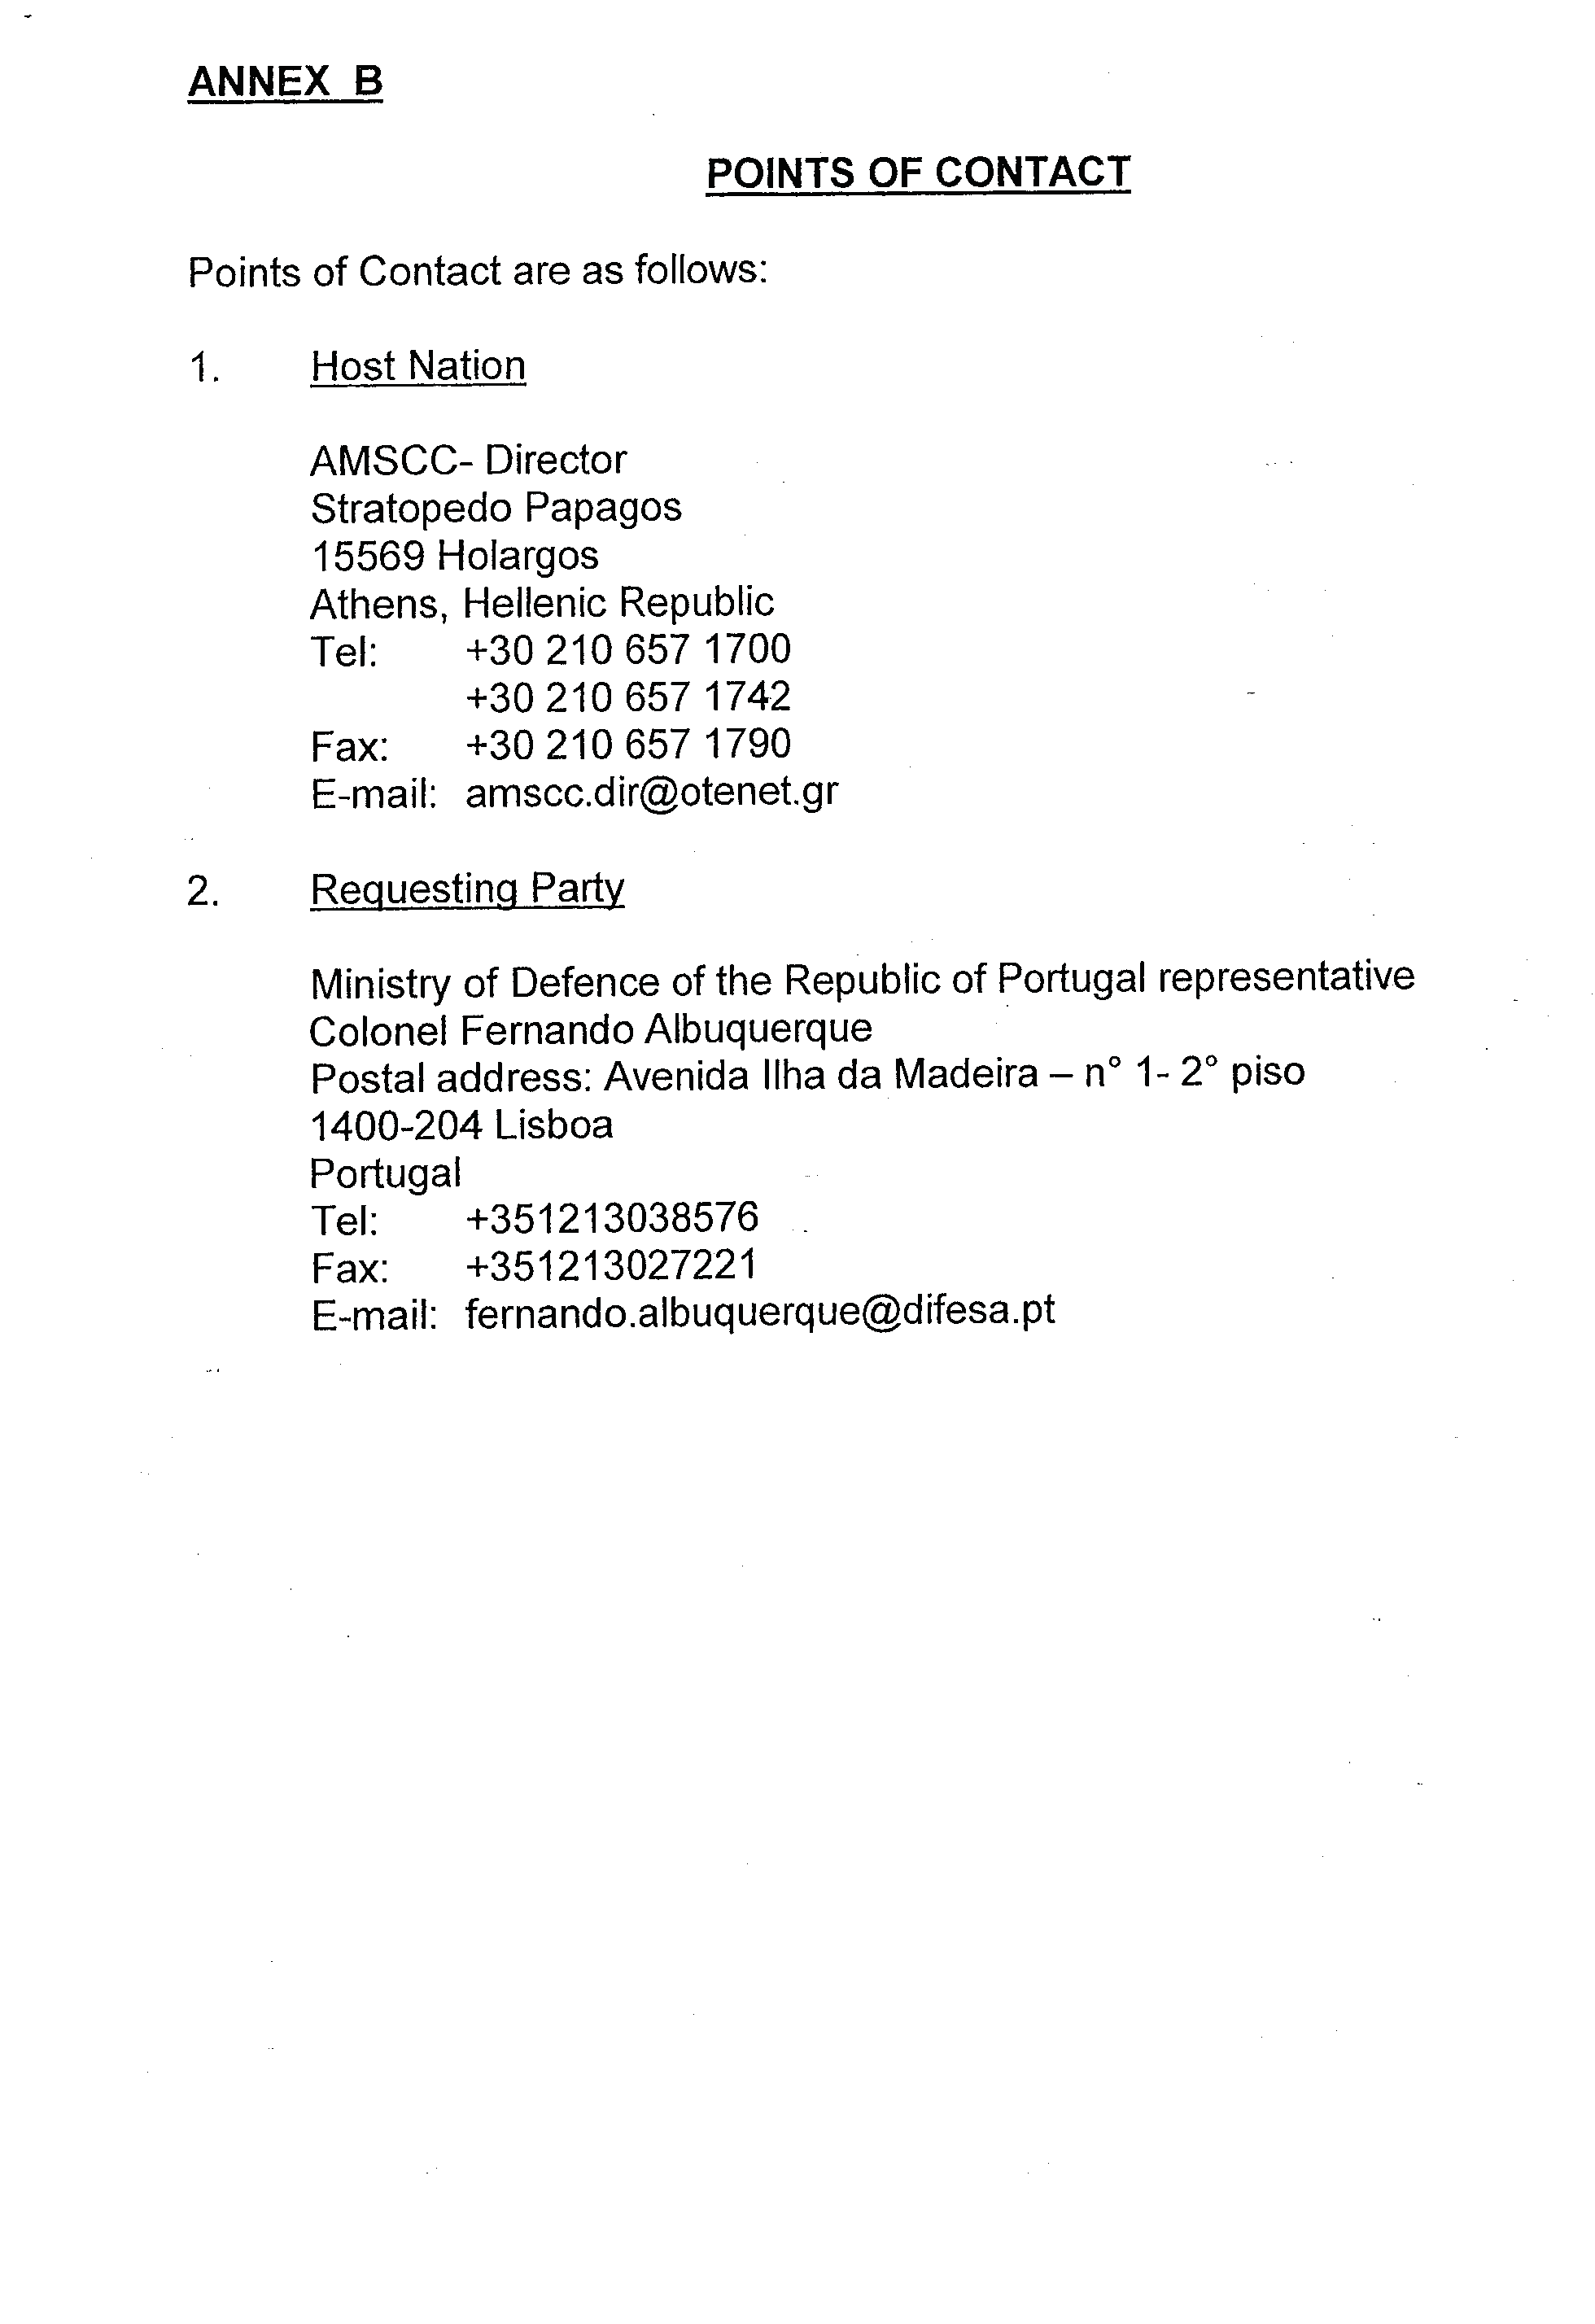 ANNEX B
POINTS OF CONTACT
Points of Contact are as follows:
1. Host Nation
AMSCC- Director
Stratopedo Papagos
15569 Holargos
Athens, Hellenic Republic
Tel: +30 210 657 1700
+30 210 657 1742
Fax: +30 210 657 1790
E-mail: amscc.dir@otenet.gr
2. Requesting Party
Ministry of Defence of the Republic of Portugal representative
Colonel Fernando Albuquerque
Postal address: Avenida Ilha da Madeira – n° 1- 2° piso
1400-204 Lisboa
Portugal
Tel: +351213038576
Fax: +351213027221
E-mail: fernando.albuquerque@difesa.pt